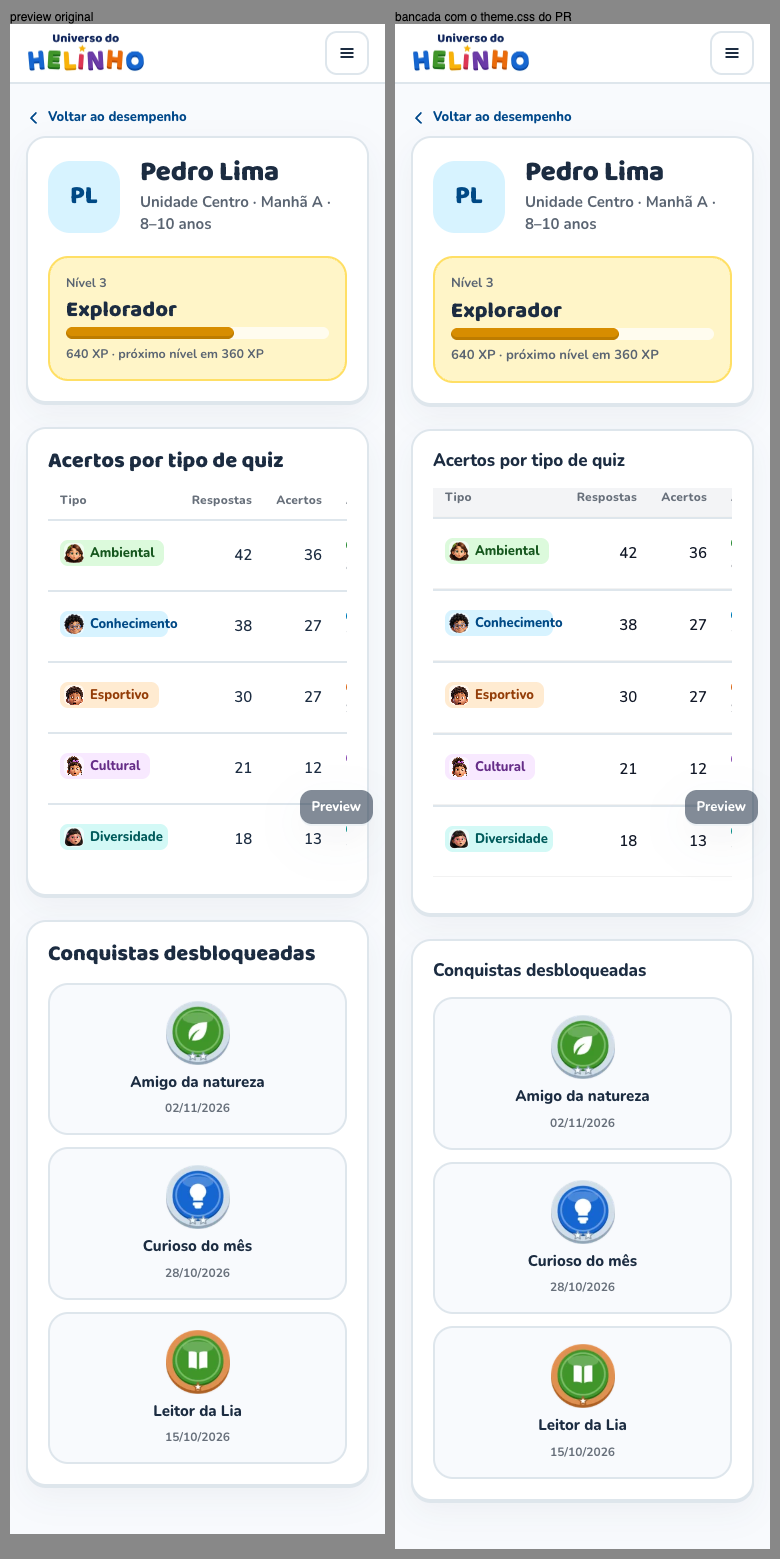 preview original
Universo do
HELINHO
Voltar ao desempenho
PL
Pedro Lima
Unidade Centro · Manhã A ·
8–10 anos
Nível 3
Explorador
640 XP · próximo nível em 360 XP
Acertos por tipo de quiz
Tipo Respostas Acertos
Ambiental 42 36
Conhecimento 38 27
Esportivo 30 27
Cultural 21 12
Preview
Diversidade 18 13
Conquistas desbloqueadas
Amigo da natureza
02/11/2026
Curioso do mês
28/10/2026
Leitor da Lia
15/10/2026
bancada com o theme.css do PR
Universo do
HELINHO
Voltar ao desempenho
PL
Pedro Lima
Unidade Centro · Manhã A ·
8–10 anos
Nível 3
Explorador
640 XP · próximo nível em 360 XP
Acertos por tipo de quiz
Tipo Respostas Acertos
Ambiental 42 36
Conhecimento 38 27
Esportivo 30 27
Cultural 21 12
Preview
Diversidade 18 13
Conquistas desbloqueadas
Amigo da natureza
02/11/2026
Curioso do mês
28/10/2026
Leitor da Lia
15/10/2026